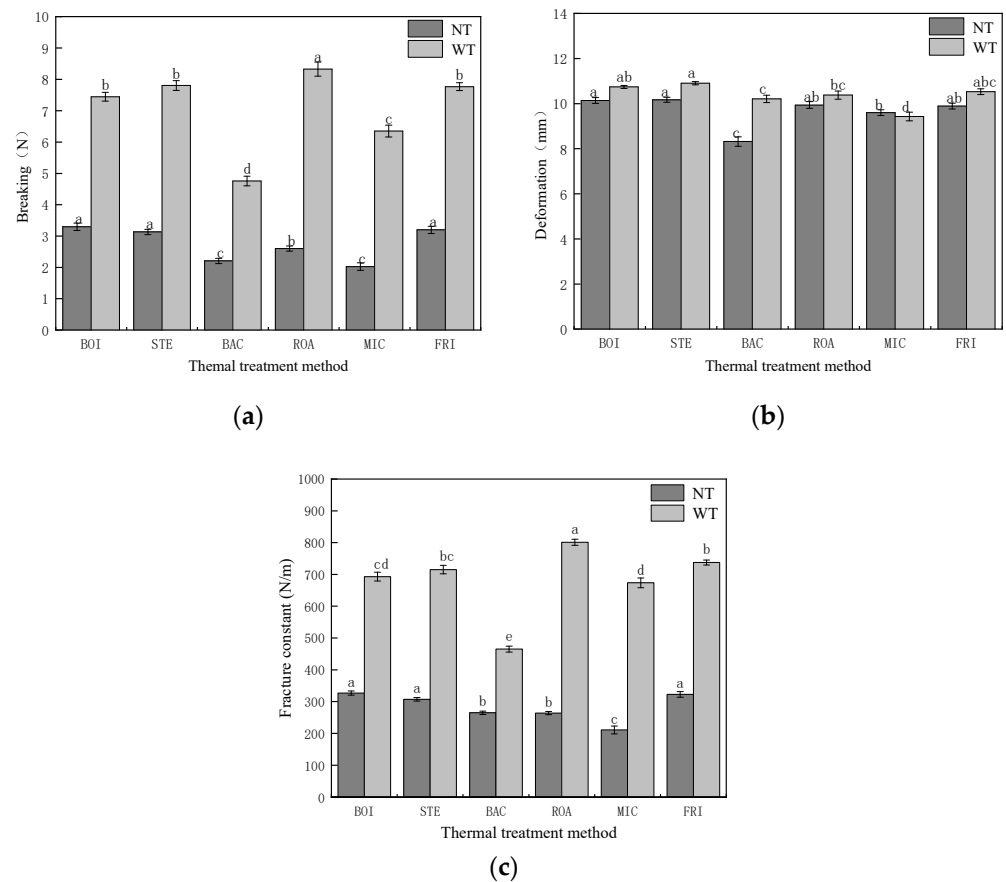 10
9
8
7
6
5
4
3
2
1
0
Breaking（N）
NT
WT
a
b
a
b
c
d
b
a
c
c
a
b
BOI STE BAC ROA MIC FRI
Themal treatment method
(a)
14
12
10
8
6
4
2
0
Deformation（mm）
NT
WT
a
ab
a
a
c
c
ab
bc
b
d
ab
abc
BOI STE BAC ROA MIC FRI
Thermal treatment method
(b)
1000
900
800
700
600
500
400
300
200
100
0
Fracture constant (N/m)
NT
WT
a
cd
a
bc
b
e
b
a
c
d
a
b
BOI STE BAC ROA MIC FRI
Thermal treatment method
(c)